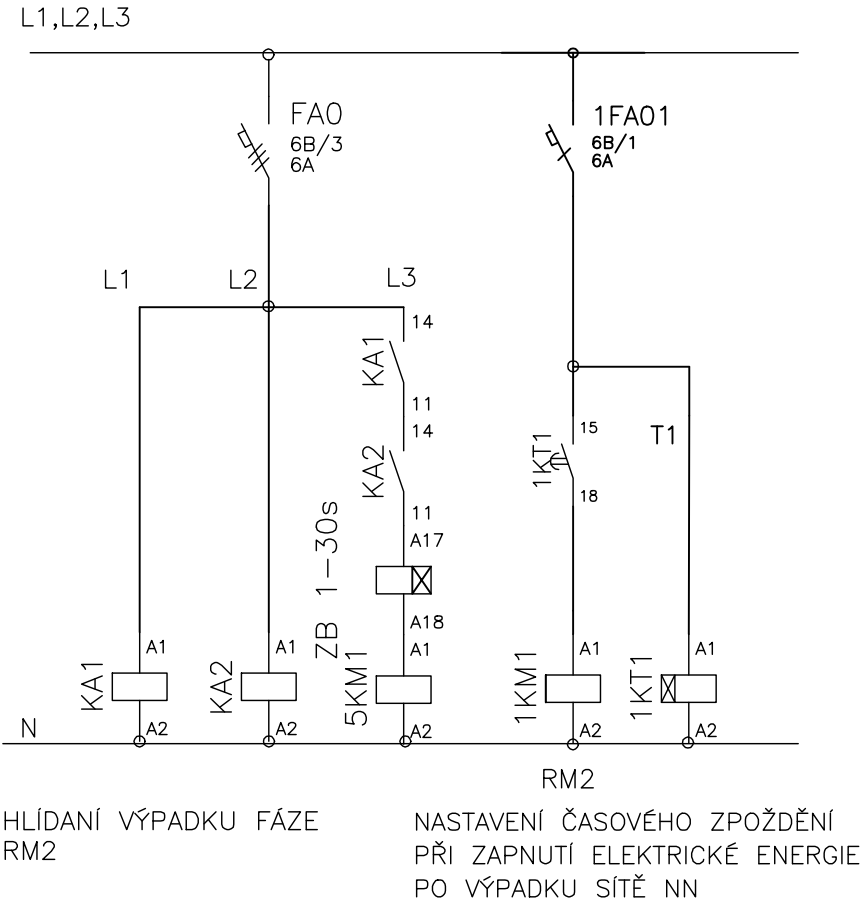 L1,L2,L3
FA0
6B/3
6A
1FA01
6B/1
6A
L1
L2
L3
14
KA1
11
14
KA2
11
A17
ZB 1-30s
A18
A1
KA1
A2
A1
KA2
A2
A1
5KM1
A2
15
1KT1
18
T1
A1
1KM1
A2
A1
1KT1
A2
N
RM2
HLÍDANÍ VÝPADKU FÁZE
RM2
NASTAVENÍ ČASOVÉHO ZPOŽDĚNÍ
PŘI ZAPNUTÍ ELEKTRICKÉ ENERGIE
PO VÝPADKU SÍTĚ NN